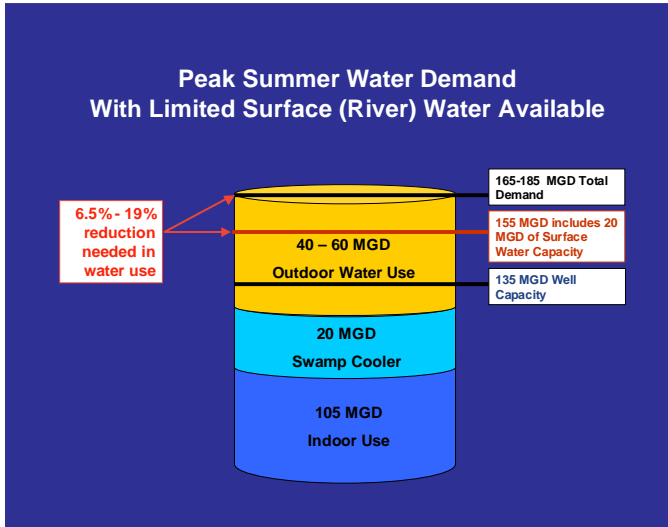 Peak Summer Water Demand
With Limited Surface (River) Water Available
165-185 MGD Total
Demand
6.5% - 19%
reduction
needed in
water use
155 MGD includes 20
MGD of Surface
Water Capacity
40 – 60 MGD
Outdoor Water Use
135 MGD Well
Capacity
20 MGD
Swamp Cooler
105 MGD
Indoor Use